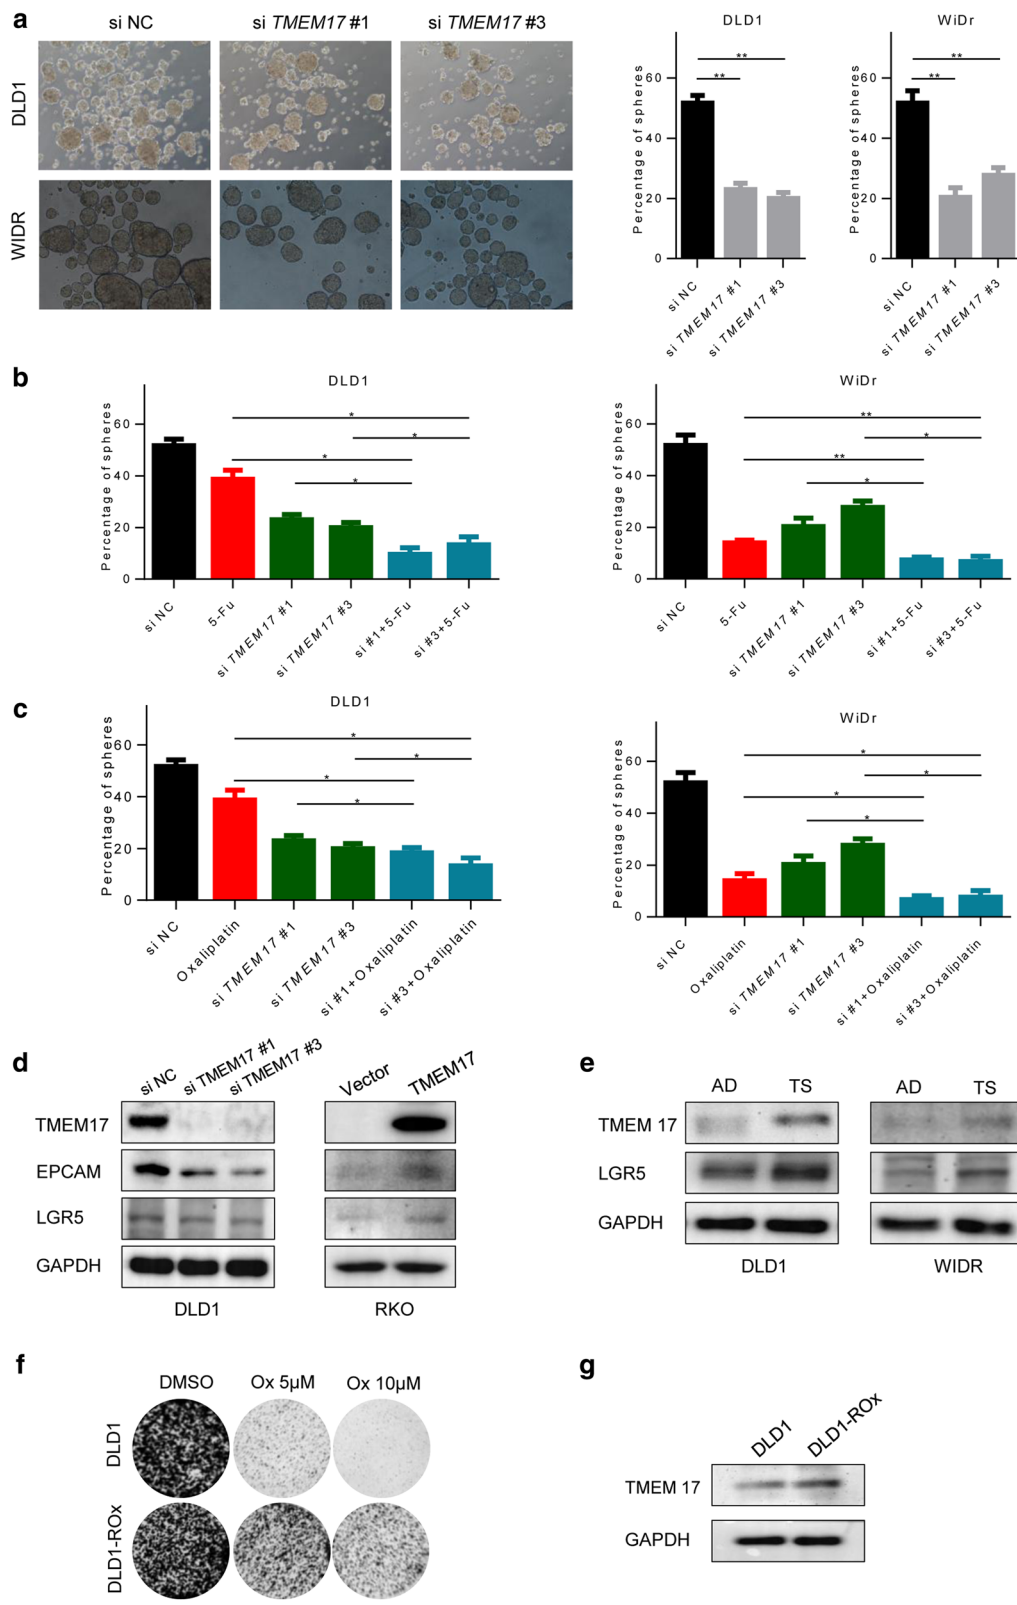 a
si NC
si TMEM17 #1
si TMEM17 #3
DLD1
WIDR
DLD1
Percentage of spheres
60
40
20
0
**
**
si NC
si TMEM17 #1
si TMEM17 #3
WiDr
Percentage of spheres
60
40
20
0
**
**
si NC
si TMEM17 #1
si TMEM17 #3
b
DLD1
Percentage of spheres
60
40
20
0
*
*
*
*
si NC
5-Fu
si TMEM17 #1
si TMEM17 #3
si #1+5-Fu
si #3+5-Fu
WiDr
Percentage of spheres
60
40
20
0
**
*
**
*
si NC
5-Fu
si TMEM17 #1
si TMEM17 #3
si #1+5-Fu
si #3+5-Fu
c
DLD1
Percentage of spheres
60
40
20
0
*
*
*
*
si NC
Oxaliplatin
si TMEM17 #1
si TMEM17 #3
si #1+Oxaliplatin
si #3+Oxaliplatin
WiDr
Percentage of spheres
60
40
20
0
*
*
*
*
si NC
Oxaliplatin
si TMEM17 #1
si TMEM17 #3
si #1+Oxaliplatin
si #3+Oxaliplatin
d
si NC
si TMEM17 #1
si TMEM17 #3
Vector
TMEM17
TMEM17
EPCAM
LGR5
GAPDH
DLD1
RKO
e
AD
TS
AD
TS
TMEM 17
LGR5
GAPDH
DLD1
WIDR
f
DMSO
Ox 5μM
Ox 10μM
DLD1
DLD1-ROx
g
DLD1
DLD1-ROx
TMEM 17
GAPDH